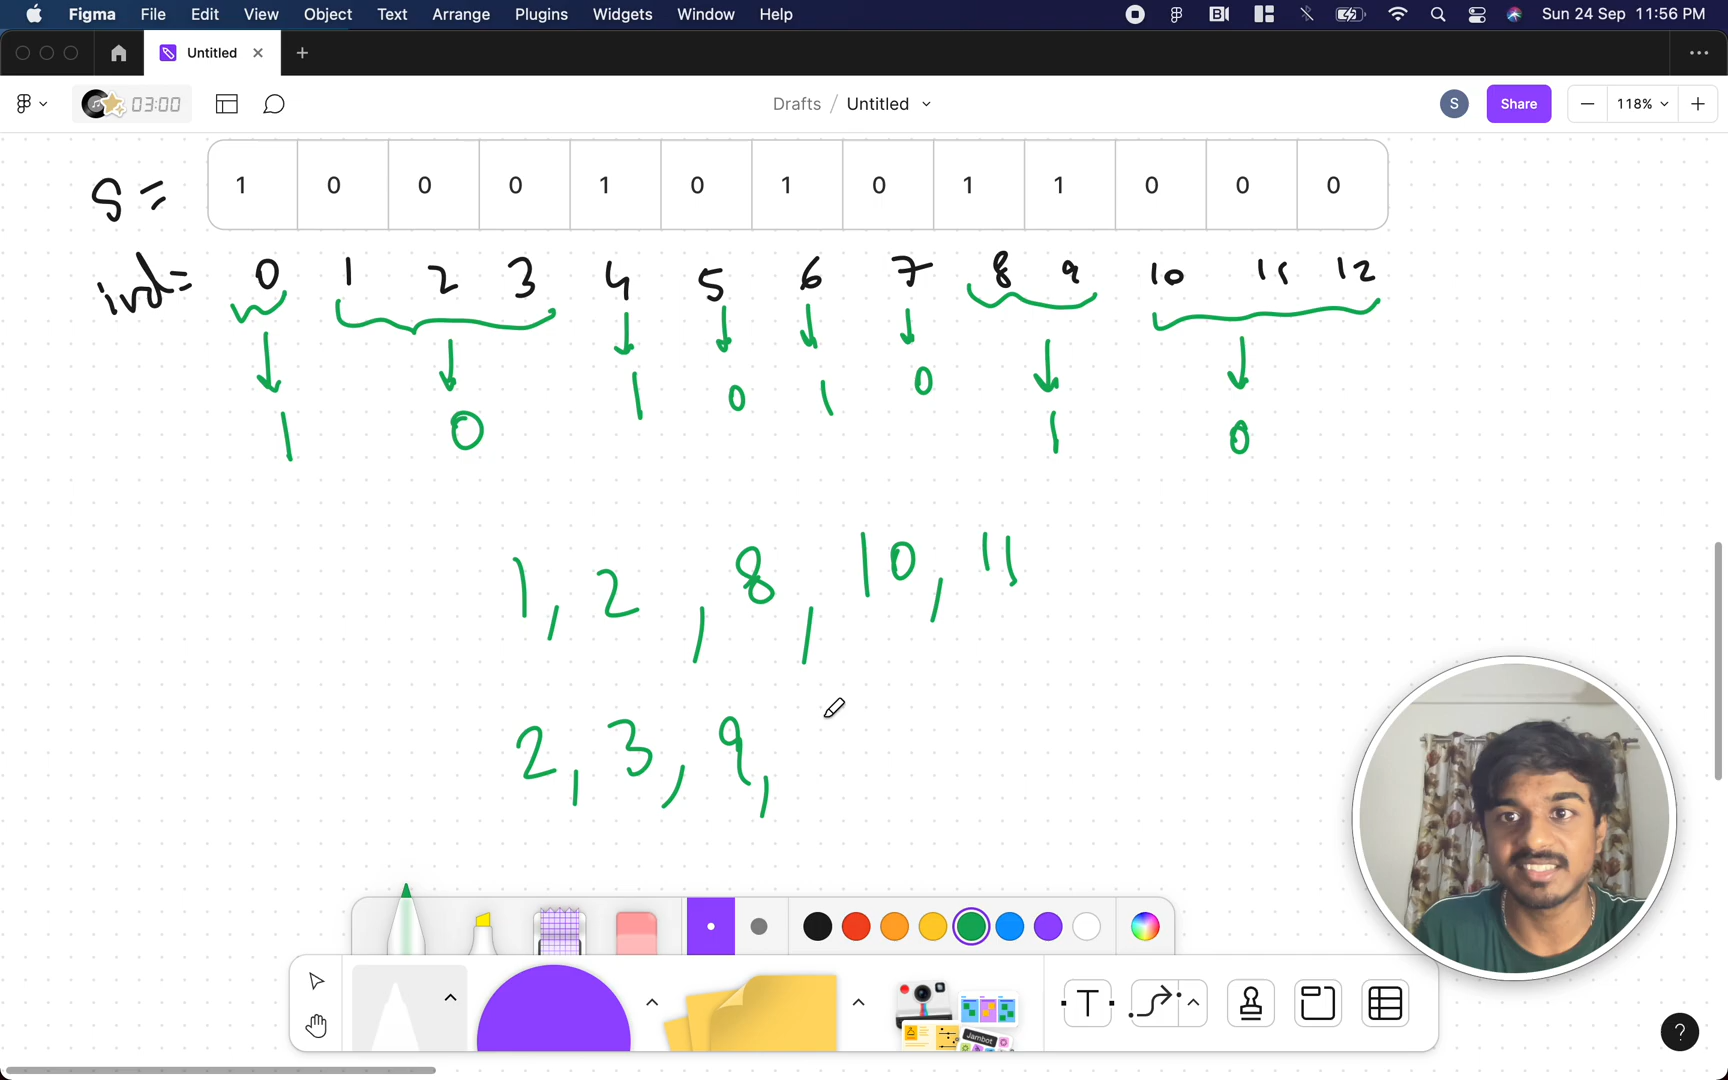 Figma File Edit View Object Text Arrange Plugins Widgets Window Help Sun 24 Sep 11:56 PM
Untitled
03:00 Drafts / Untitled S Share 118%
S = 1 0 0 0 1 0 1 0 1 1 0 0 0
ind= 0 1 2 3 4 5 6 7 8 9 10 11 12
1 0 1 0 1 0 1 0
1, 2, 8, 10, 11
2, 3, 9,
T
Jambot
?